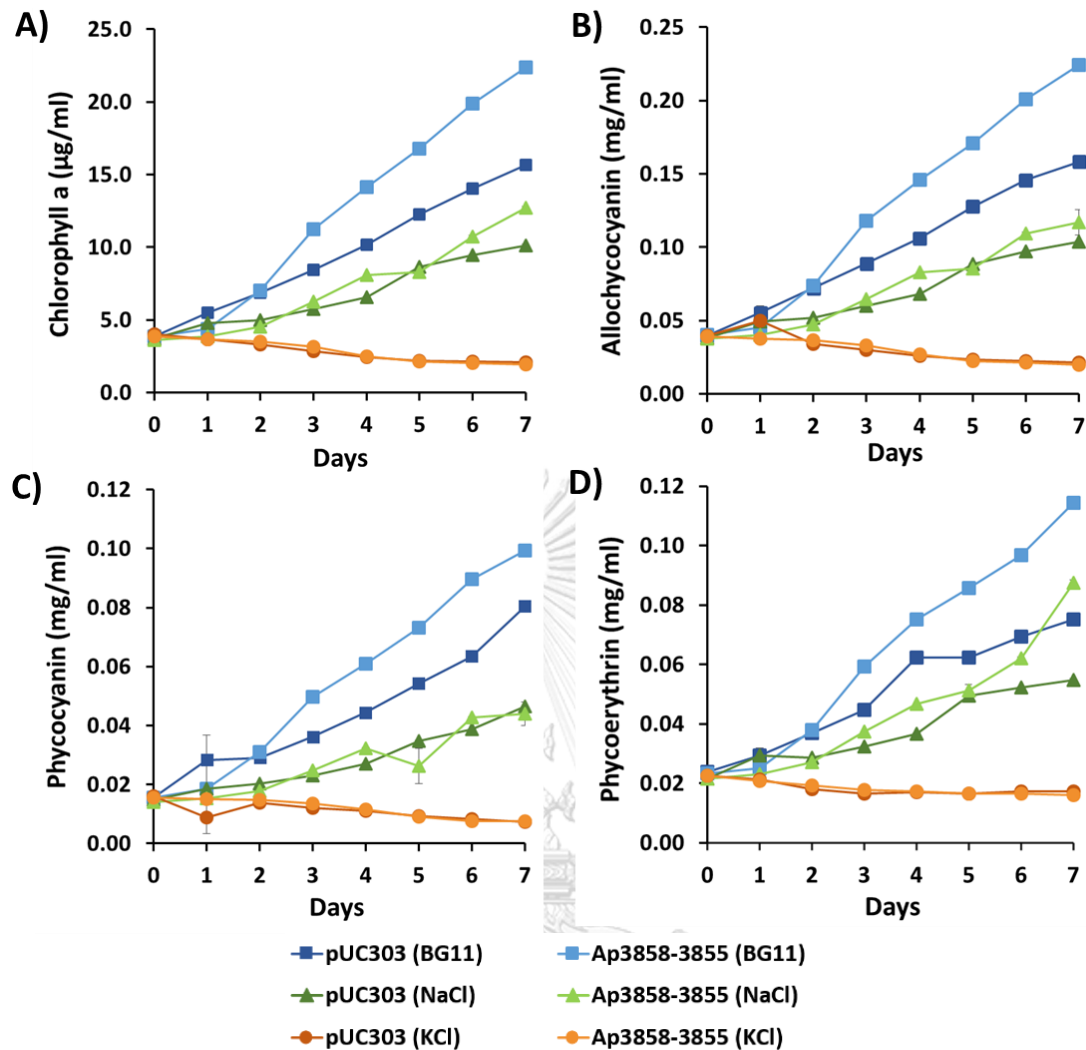 A)
Chlorophyll a (µg/ml)
25.0
20.0
15.0
10.0
5.0
0.0
0 1 2 3 4 5 6 7
Days
B)
Allochycocyanin (mg/ml)
0.25
0.20
0.15
0.10
0.05
0.00
0 1 2 3 4 5 6 7
Days
C)
Phycocyanin (mg/ml)
0.12
0.10
0.08
0.06
0.04
0.02
0.00
0 1 2 3 4 5 6 7
Days
D)
Phycoerythrin (mg/ml)
0.12
0.10
0.08
0.06
0.04
0.02
0.00
0 1 2 3 4 5 6 7
Days
pUC303 (BG11) Ap3858-3855 (BG11)
pUC303 (NaCl) Ap3858-3855 (NaCl)
pUC303 (KCl) Ap3858-3855 (KCl)